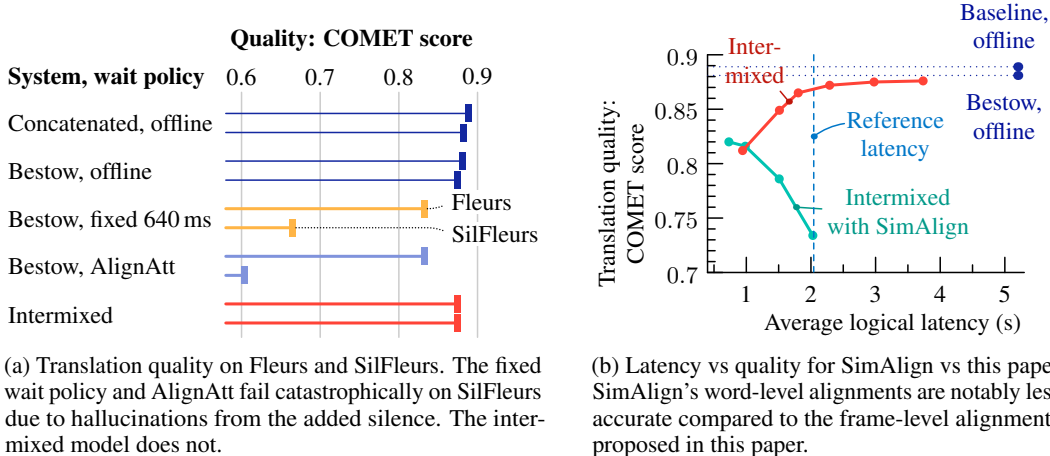 Quality: COMET score
System, wait policy
0.6 0.7 0.8 0.9
Concatenated, offline
Bestow, offline
Bestow, fixed 640 ms
Fleurs
SilFleurs
Bestow, AlignAtt
Intermixed
(a) Translation quality on Fleurs and SilFleurs. The fixed
wait policy and AlignAtt fail catastrophically on SilFleurs
due to hallucinations from the added silence. The inter-
mixed model does not.
Translation quality:
COMET score
0.9
0.85
0.8
0.75
0.7
Inter-
mixed
Baseline,
offline
Bestow,
offline
Reference
latency
Intermixed
with SimAlign
1 2 3 4 5
Average logical latency (s)
(b) Latency vs quality for SimAlign vs this pape
SimAlign's word-level alignments are notably les
accurate compared to the frame-level alignment
proposed in this paper.